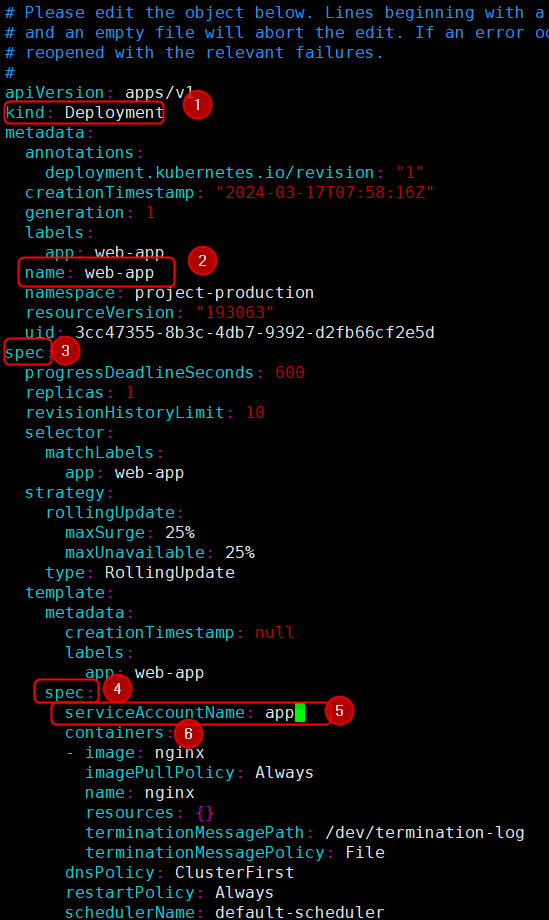 # Please edit the object below. Lines beginning with a
# and an empty file will abort the edit. If an error
# reopened with the relevant failures.
#
apiVersion: apps/v1
1
kind: Deployment
metadata:
  annotations:
    deployment.kubernetes.io/revision: "1"
  creationTimestamp: "2024-03-17T07:58:16Z"
  generation: 1
  labels:
    app: web-app
2
  name: web-app
  namespace: project-production
  resourceVersion: "193063"
  uid: 3cc47355-8b3c-4db7-9392-d2fb66cf2e5d
spec: 3
  progressDeadlineSeconds: 600
  replicas: 1
  revisionHistoryLimit: 10
  selector:
    matchLabels:
      app: web-app
  strategy:
    rollingUpdate:
      maxSurge: 25%
      maxUnavailable: 25%
    type: RollingUpdate
  template:
    metadata:
      creationTimestamp: null
      labels:
        app: web-app
    spec: 4
      serviceAccountName: app 5
      containers: 6
      - image: nginx
        imagePullPolicy: Always
        name: nginx
        resources: {}
        terminationMessagePath: /dev/termination-log
        terminationMessagePolicy: File
      dnsPolicy: ClusterFirst
      restartPolicy: Always
      schedulerName: default-scheduler